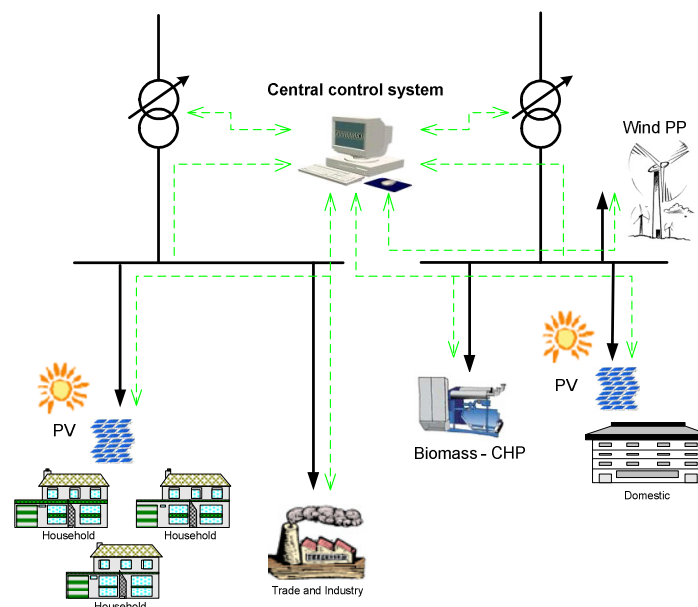 Central control system
Wind PP
PV
PV
Biomass - CHP
Domestic
Household
Household
Household
Trade and Industry